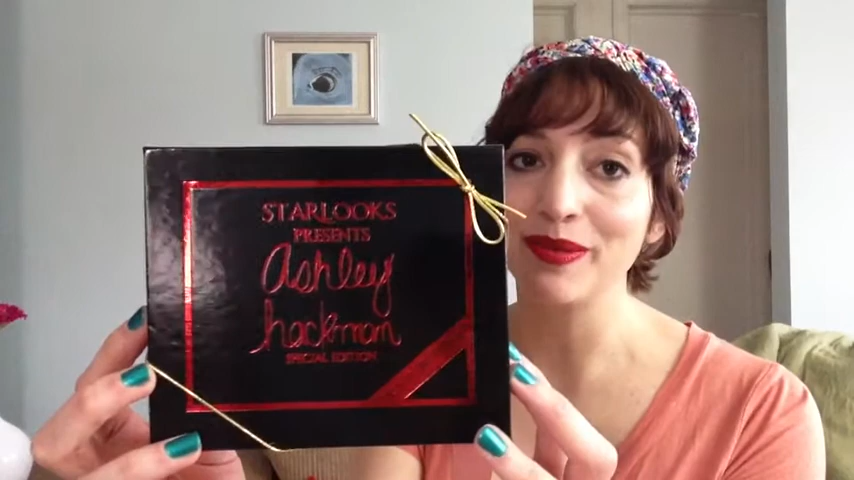 STARLOOKS
PRESENTS
Ashley
hackman
SPECIAL EDITION